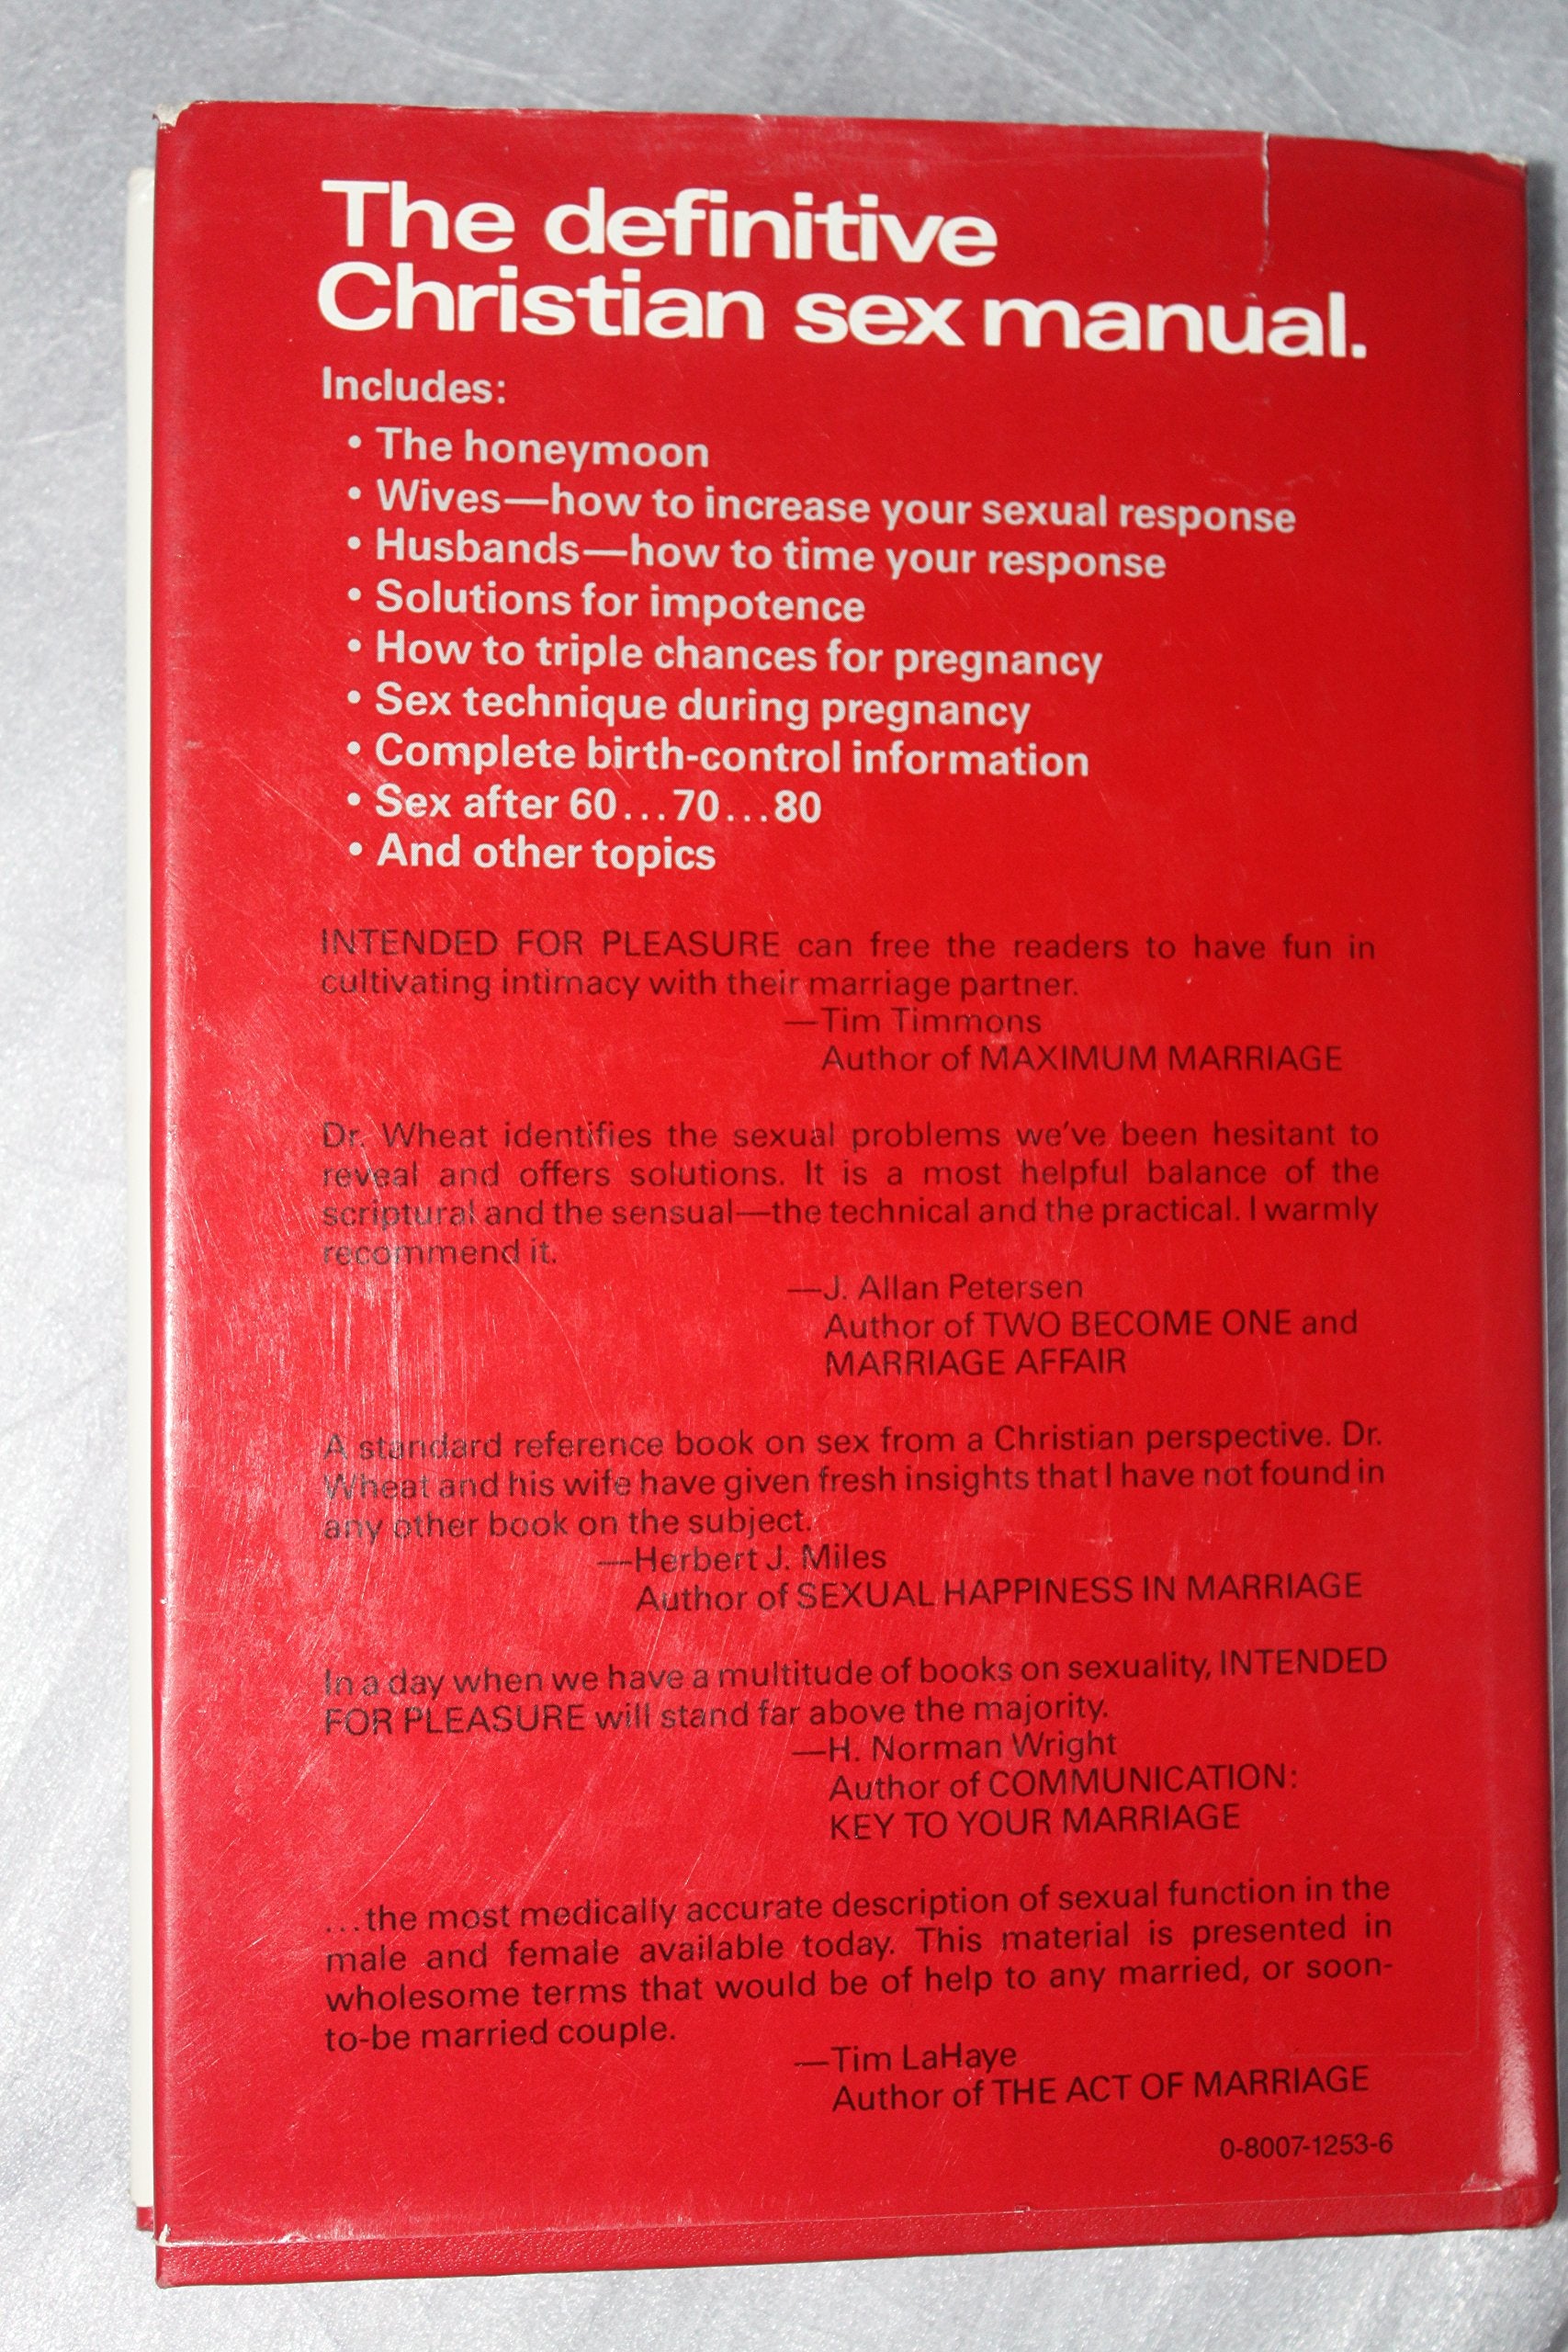 The definitive
Christian sex manual.
Includes:
• The honeymoon
• Wives—how to increase your sexual response
• Husbands—how to time your response
• Solutions for impotence
• How to triple chances for pregnancy
• Sex technique during pregnancy
• Complete birth-control information
• Sex after 60...70...80
• And other topics
INTENDED FOR PLEASURE can free the readers to have fun in
cultivating intimacy with their marriage partner.
—Tim Timmons
Author of MAXIMUM MARRIAGE
Dr. Wheat identifies the sexual problems we've been hesitant to
reveal and offers solutions. It is a most helpful balance of the
scriptural and the sensual—the technical and the practical. I warmly
recommend it.
—J. Allan Petersen
Author of TWO BECOME ONE and
MARRIAGE AFFAIR
A standard reference book on sex from a Christian perspective. Dr.
Wheat and his wife have given fresh insights that I have not found in
any other book on the subject.
—Herbert J. Miles
Author of SEXUAL HAPPINESS IN MARRIAGE
In a day when we have a multitude of books on sexuality, INTENDED
FOR PLEASURE will stand far above the majority.
—H. Norman Wright
Author of COMMUNICATION:
KEY TO YOUR MARRIAGE
...the most medically accurate description of sexual function in the
male and female available today. This material is presented in
wholesome terms that would be of help to any married, or soon-
to-be married couple.
—Tim LaHaye
Author of THE ACT OF MARRIAGE
0-8007-1253-6